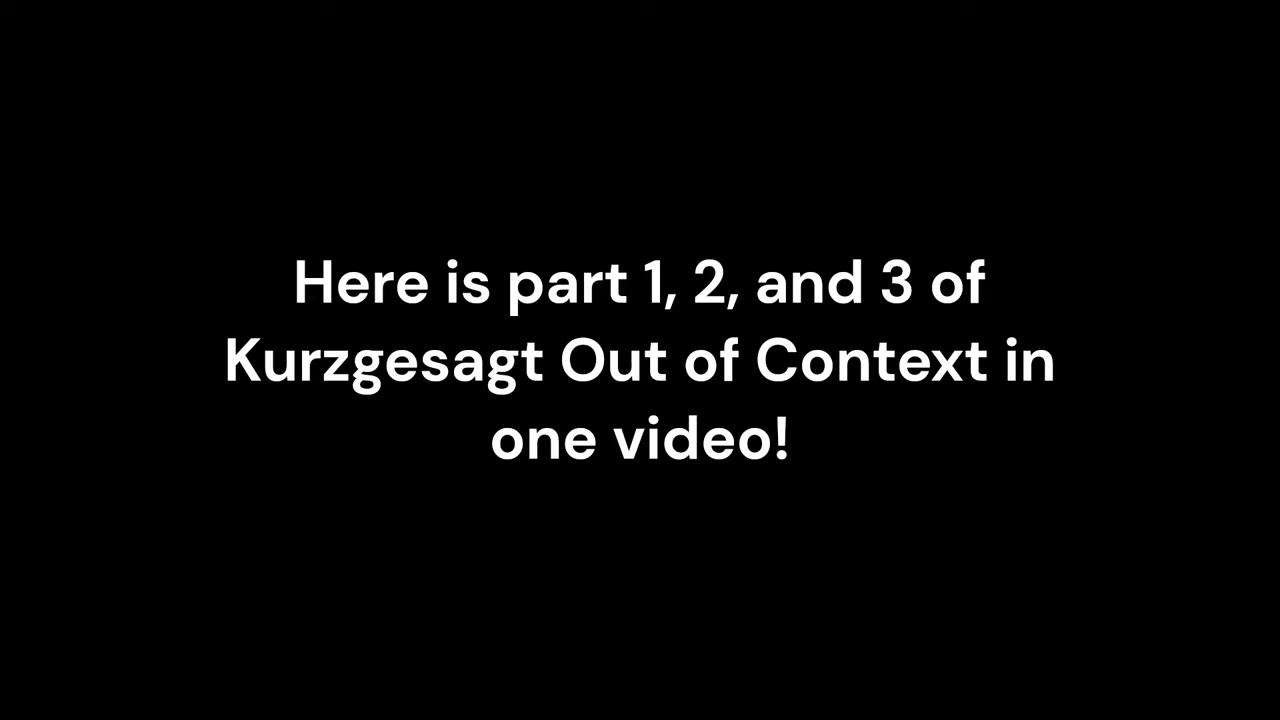 Here is part 1, 2, and 3 of
Kurzgesagt Out of Context in
one video!